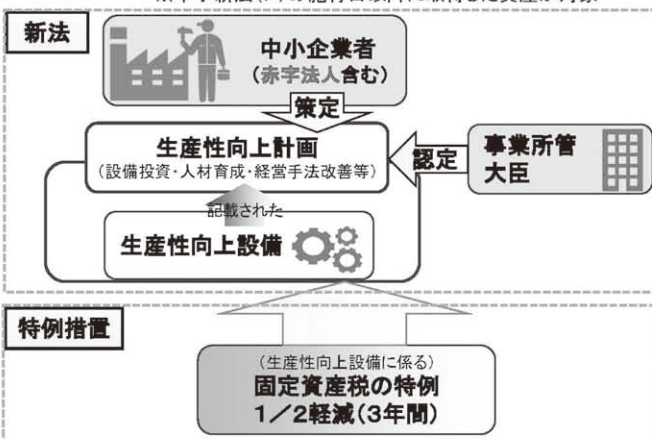 新法
中小企業者
(赤字法人含む)
策定
生産性向上計画
(設備投資・人材育成・経営手法改善等)
認定
事業所管
大臣
記載された
生産性向上設備
特例措置
(生産性向上設備に係る)
固定資産税の特例
1/2軽減(3年間)